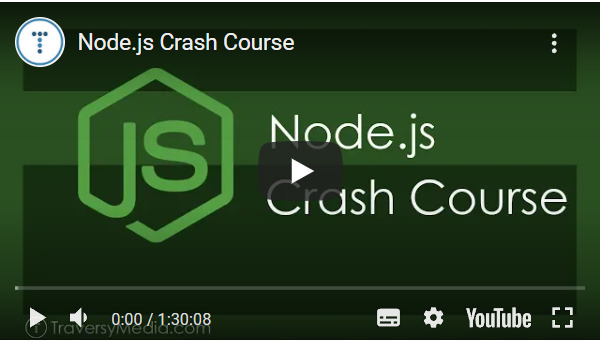 T
Node.js Crash Course
JS
Node.js
Crash Course
0:00 / 1:30:08
YouTube
T TraversyMedia.com